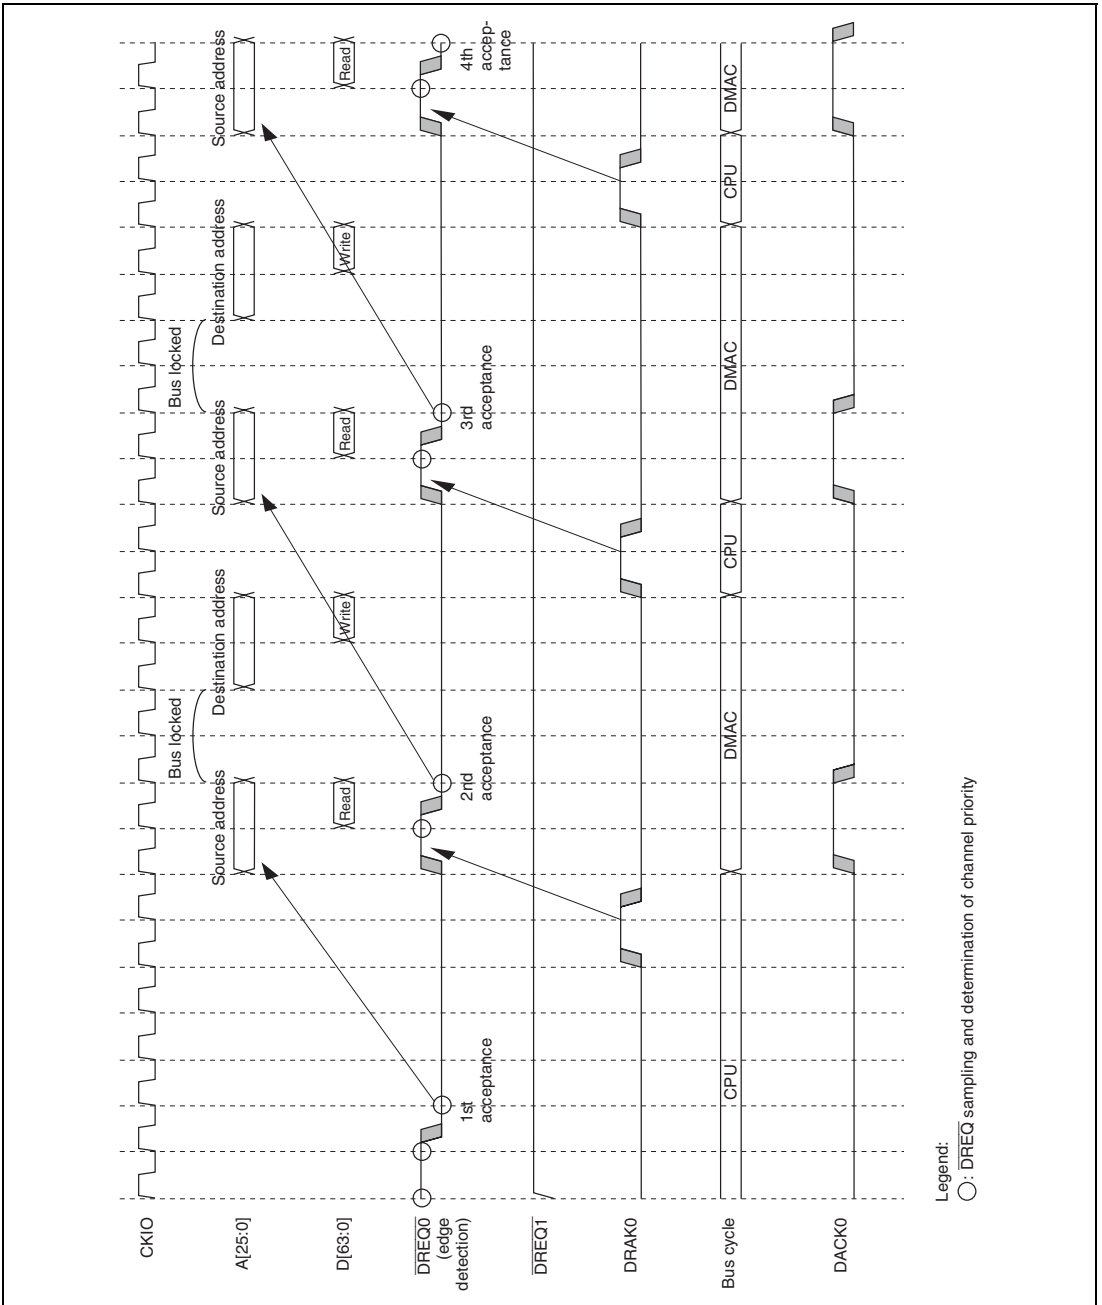 CKIO
A[25:0]
Source address
Bus locked
Destination address
Source address
Bus locked
Destination address
Source address
D[63:0]
Read
Write
Read
Write
Read
DREQ0
(edge
detection)
1st
acceptance
2nd
acceptance
3rd
acceptance
4th
accep-
tance
DREQ1
DRAK0
Bus cycle
CPU
DMAC
CPU
DMAC
CPU
DMAC
DACK0
Legend:
: DREQ sampling and determination of channel priority